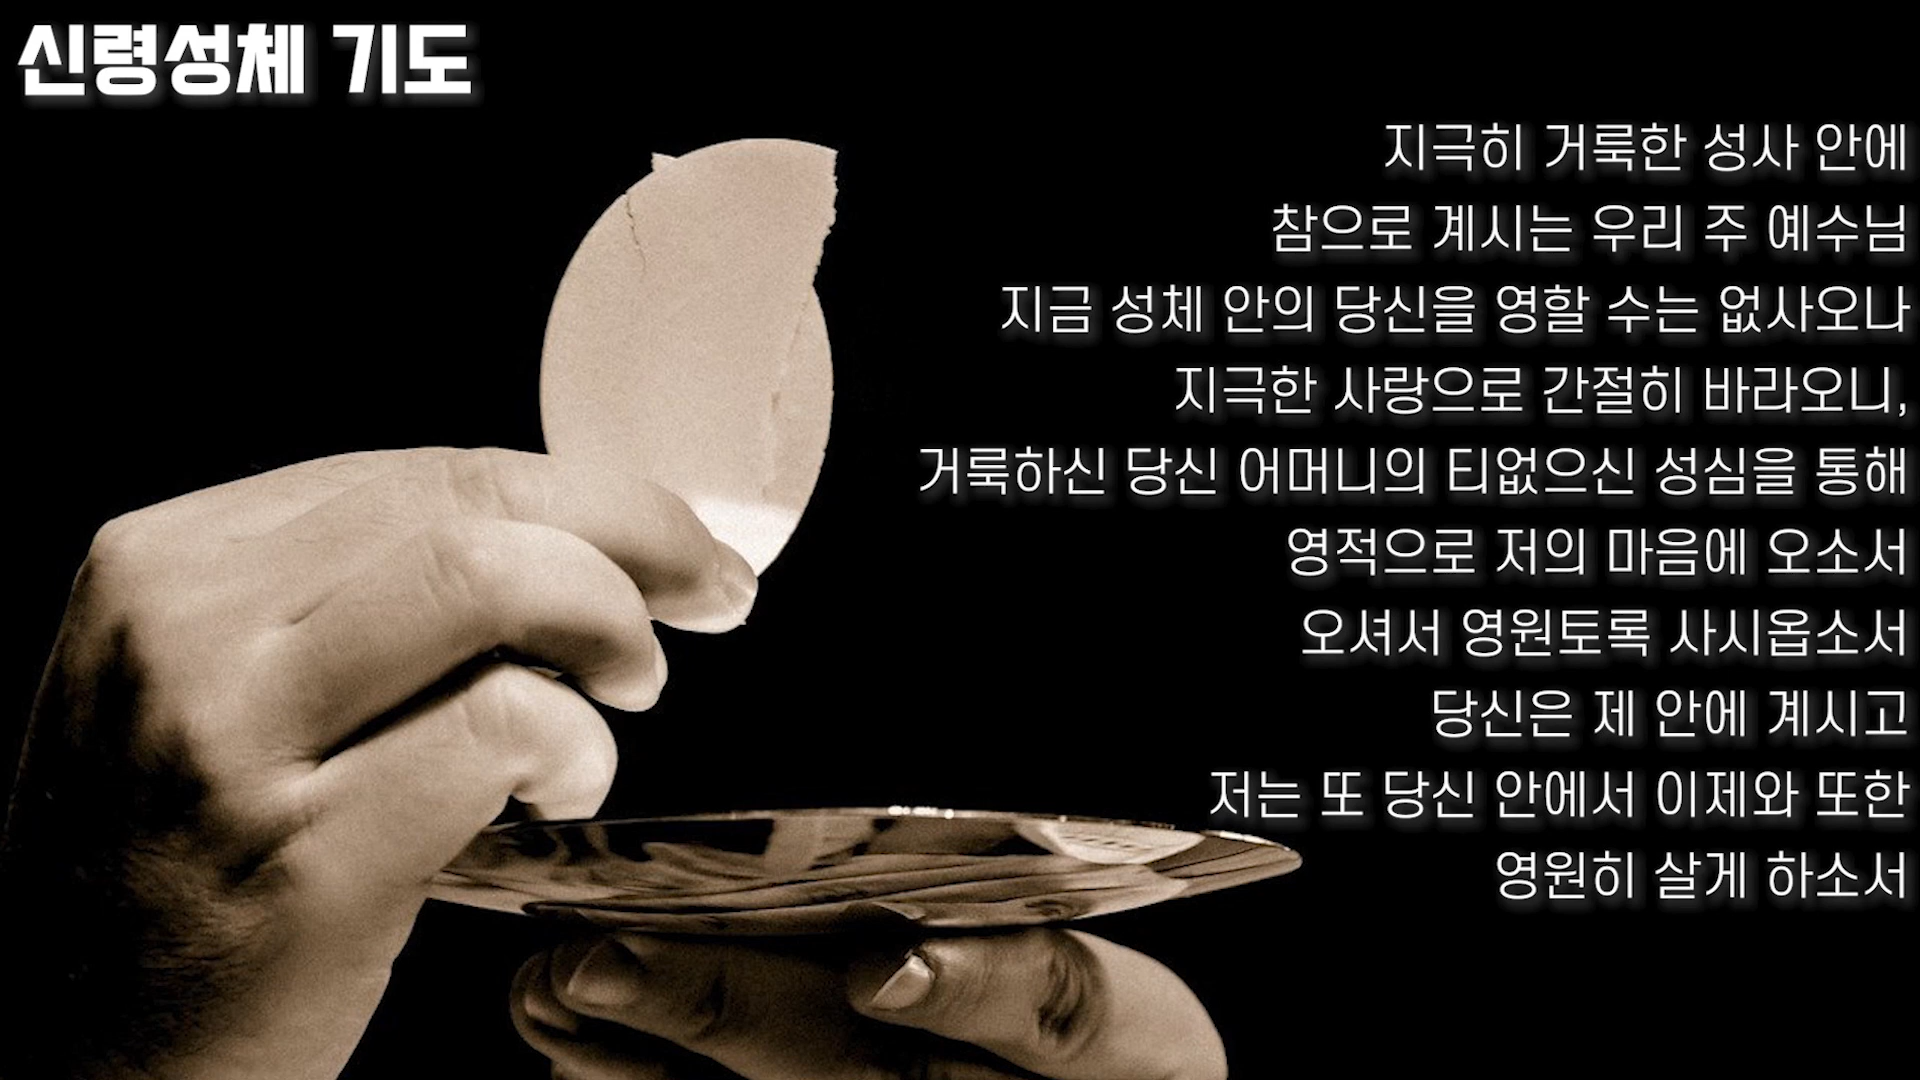 신령성체 기도
지극히 거룩한 성사 안에
참으로 계시는 우리 주 예수님
지금 성체 안의 당신을 영할 수는 없사오나
지극한 사랑으로 간절히 바라오니,
거룩하신 당신 어머니의 티없으신 성심을 통해
영적으로 저의 마음에 오소서
오셔서 영원토록 사시옵소서
당신은 제 안에 계시고
저는 또 당신 안에서 이제와 또한
영원히 살게 하소서